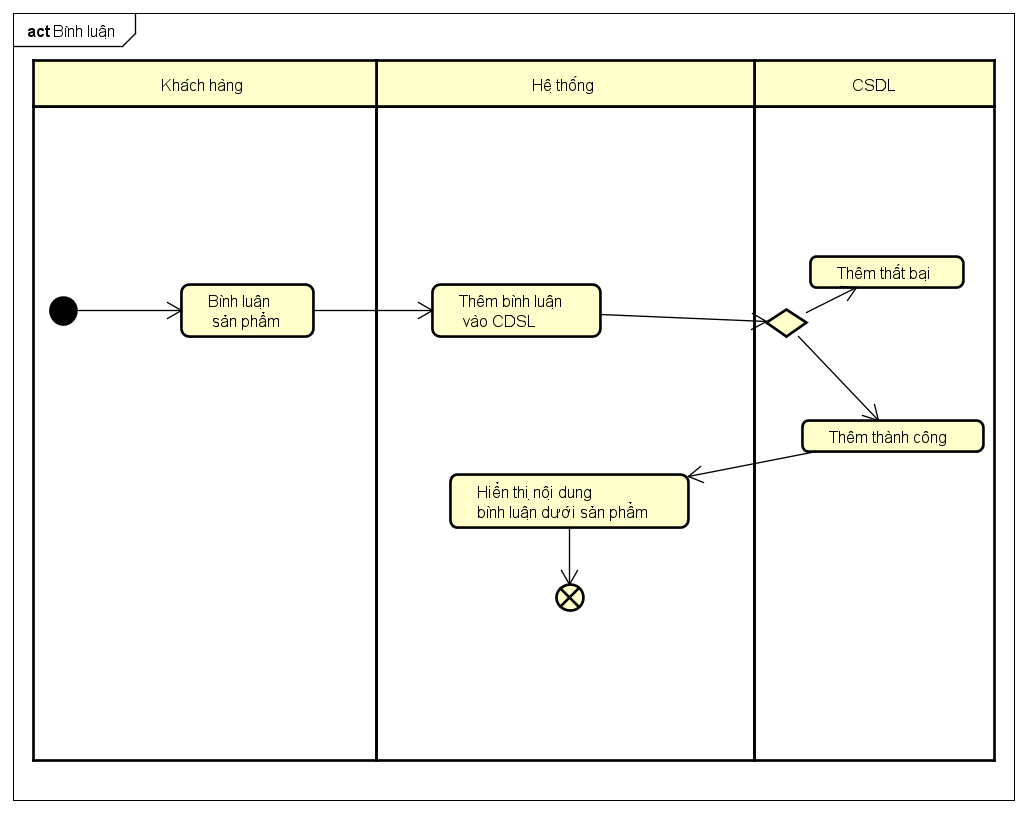 act Bình luận
Khách hàng
Hệ thống
CSDL
Bình luận
sản phẩm
Thêm bình luận
vào CDSL
Thêm thất bại
Thêm thành công
Hiển thị nội dung
bình luận dưới sản phẩm